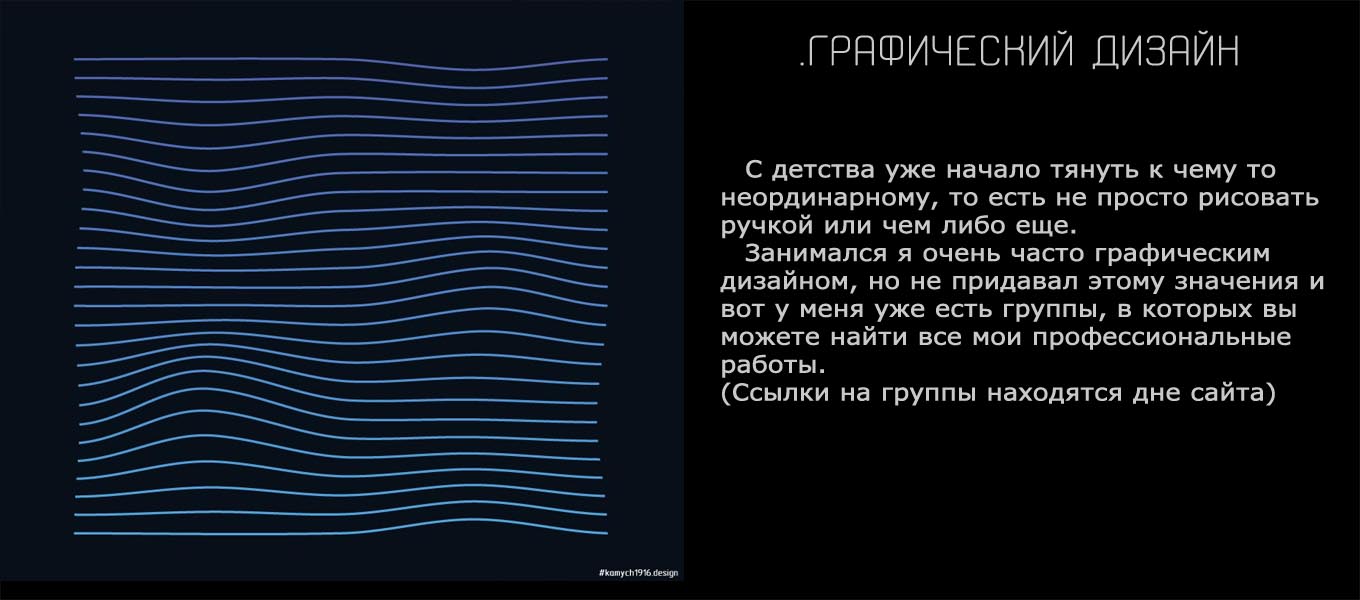 .ГРАФИЧЕСКИЙ ДИЗАЙН
С детства уже начало тянуть к чему то
неординарному, то есть не просто рисовать
ручкой или чем либо еще.
Занимался я очень часто графическим
дизайном, но не придавал этому значения и
вот у меня уже есть группы, в которых вы
можете найти все мои профессиональные
работы.
(Ссылки на группы находятся дне сайта)
#kamych1916.design